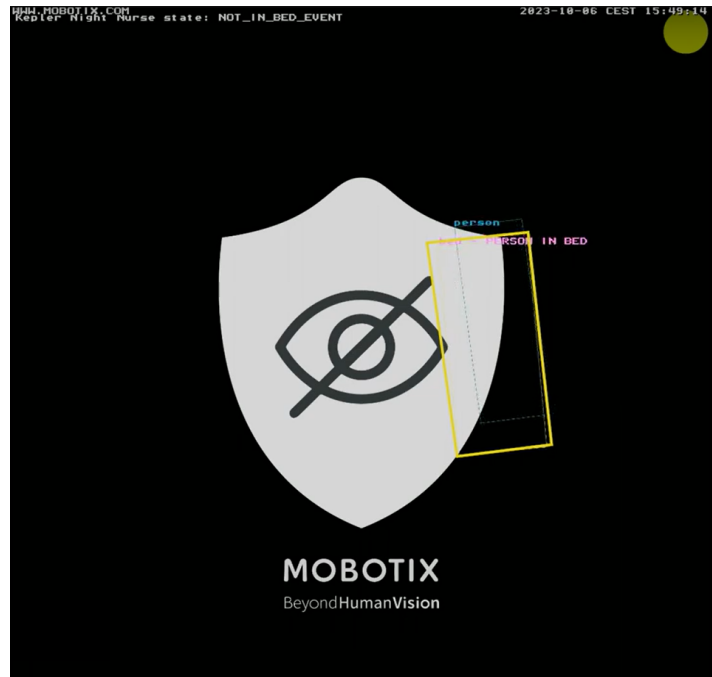 WWW.MOBOTIX.COM
2023-10-06 CEST 15:49:14
Kepler Night Nurse state: NOT_IN_BED_EVENT
person
PERSON IN BED
MOBOTIX
BeyondHumanVision